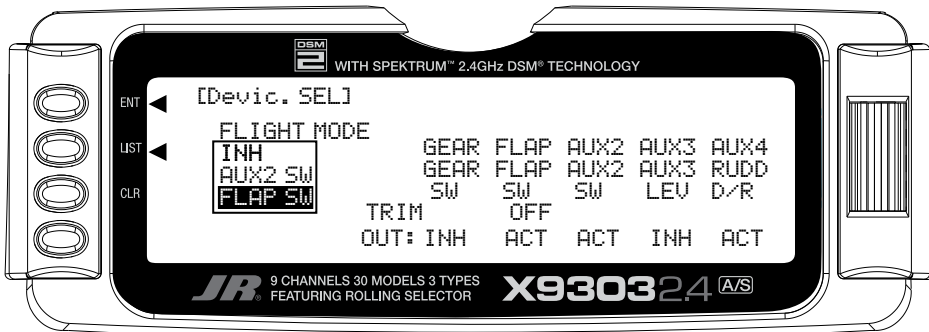 DSM
2
WITH SPEKTRUM™ 2.4GHz DSM® TECHNOLOGY
ENT
LIST
CLR
[Devic.SEL]
FLIGHT MODE
INH
AUX2 SW
FLAP SW
GEAR FLAP AUX2 AUX3 AUX4
GEAR FLAP AUX2 AUX3 RUDD
SW SW SW LEV D/R
TRIM OFF
OUT: INH ACT ACT INH ACT
JR®
9 CHANNELS 30 MODELS 3 TYPES
FEATURING ROLLING SELECTOR
X9303 2.4 A/S